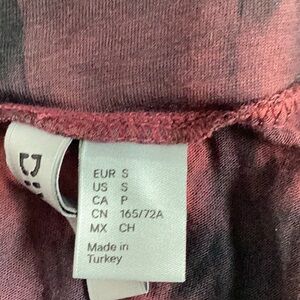 EUR S
US S
CA P
CN 165/72A
MX CH
Made in
Turkey